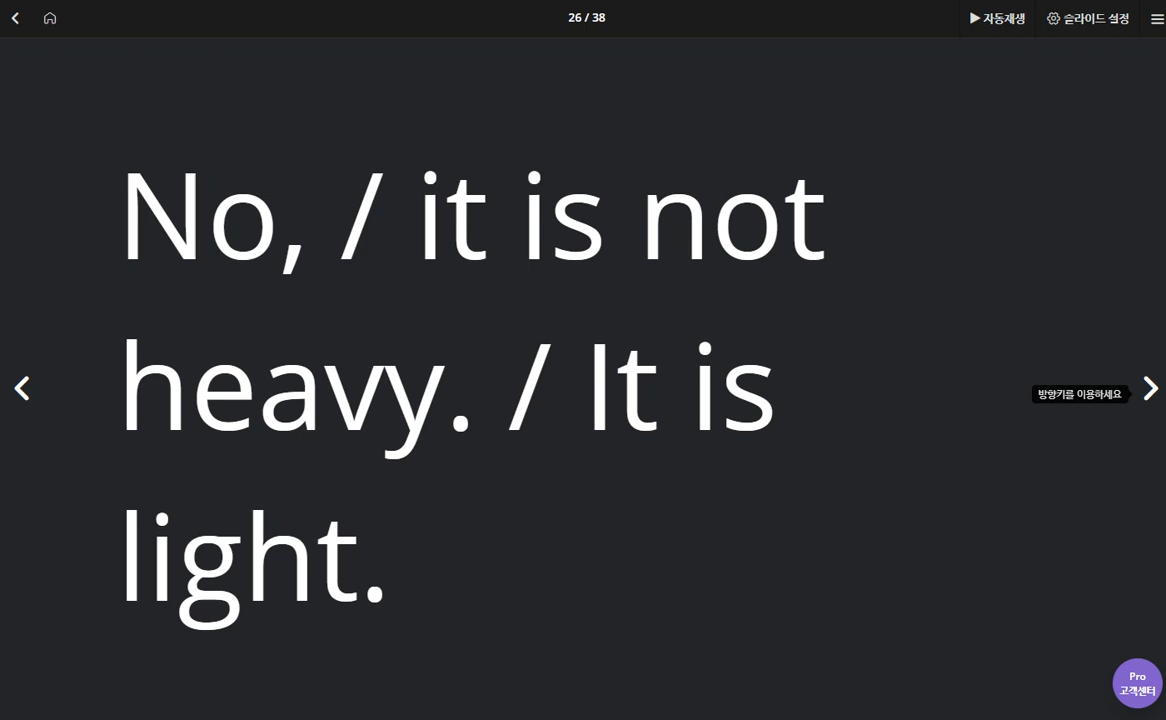 26 / 38
▶ 자동재생
슬라이드 설정
No, / it is not
heavy. / It is
방향키를 이용하세요
light.
Pro
고객센터